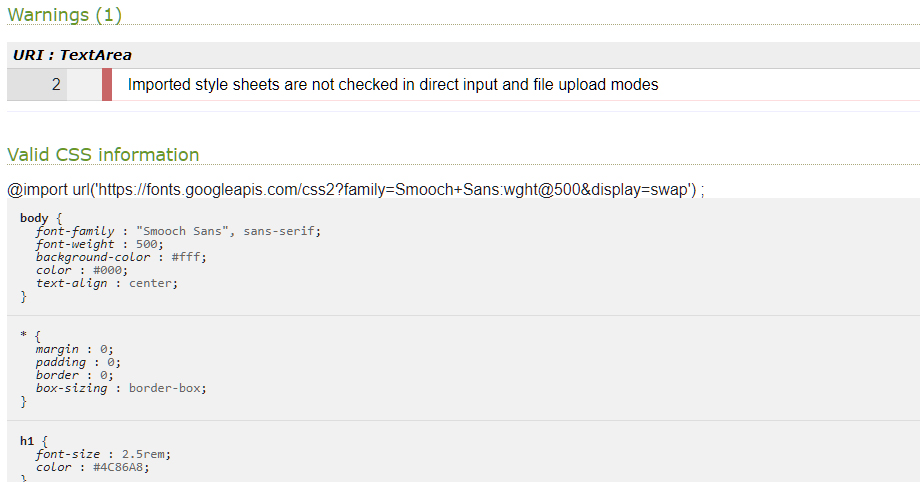 Warnings (1)
URI : TextArea
2 Imported style sheets are not checked in direct input and file upload modes
Valid CSS information
@import url('https://fonts.googleapis.com/css2?family=Smooch+Sans:wght@500&display=swap') ;
body {
font-family : "Smooch Sans", sans-serif;
font-weight : 500;
background-color : #fff;
color : #000;
text-align : center;
}
* {
margin : 0;
padding : 0;
border : 0;
box-sizing : border-box;
}
h1 {
font-size : 2.5rem;
color : #4C86A8;
}